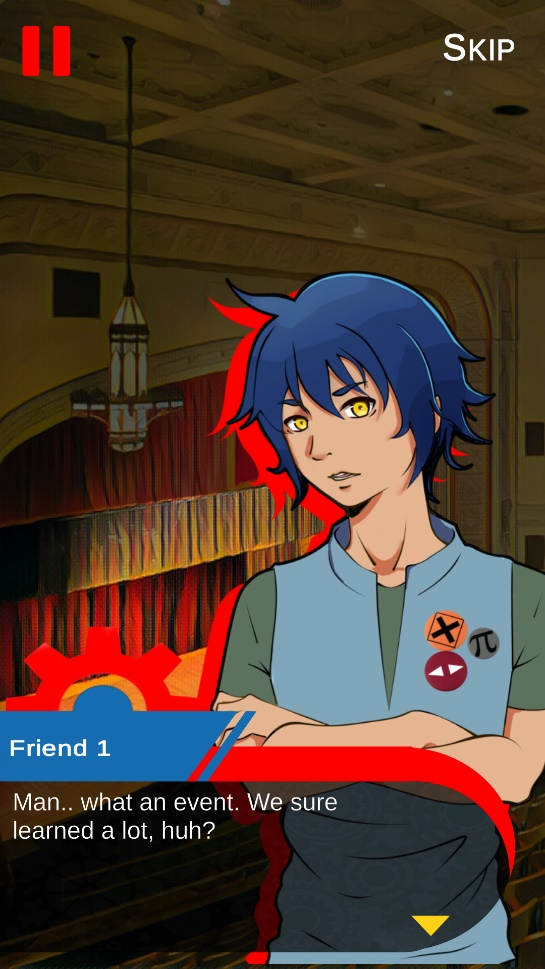 SKIP
π
Friend 1
Man.. what an event. We sure
learned a lot, huh?